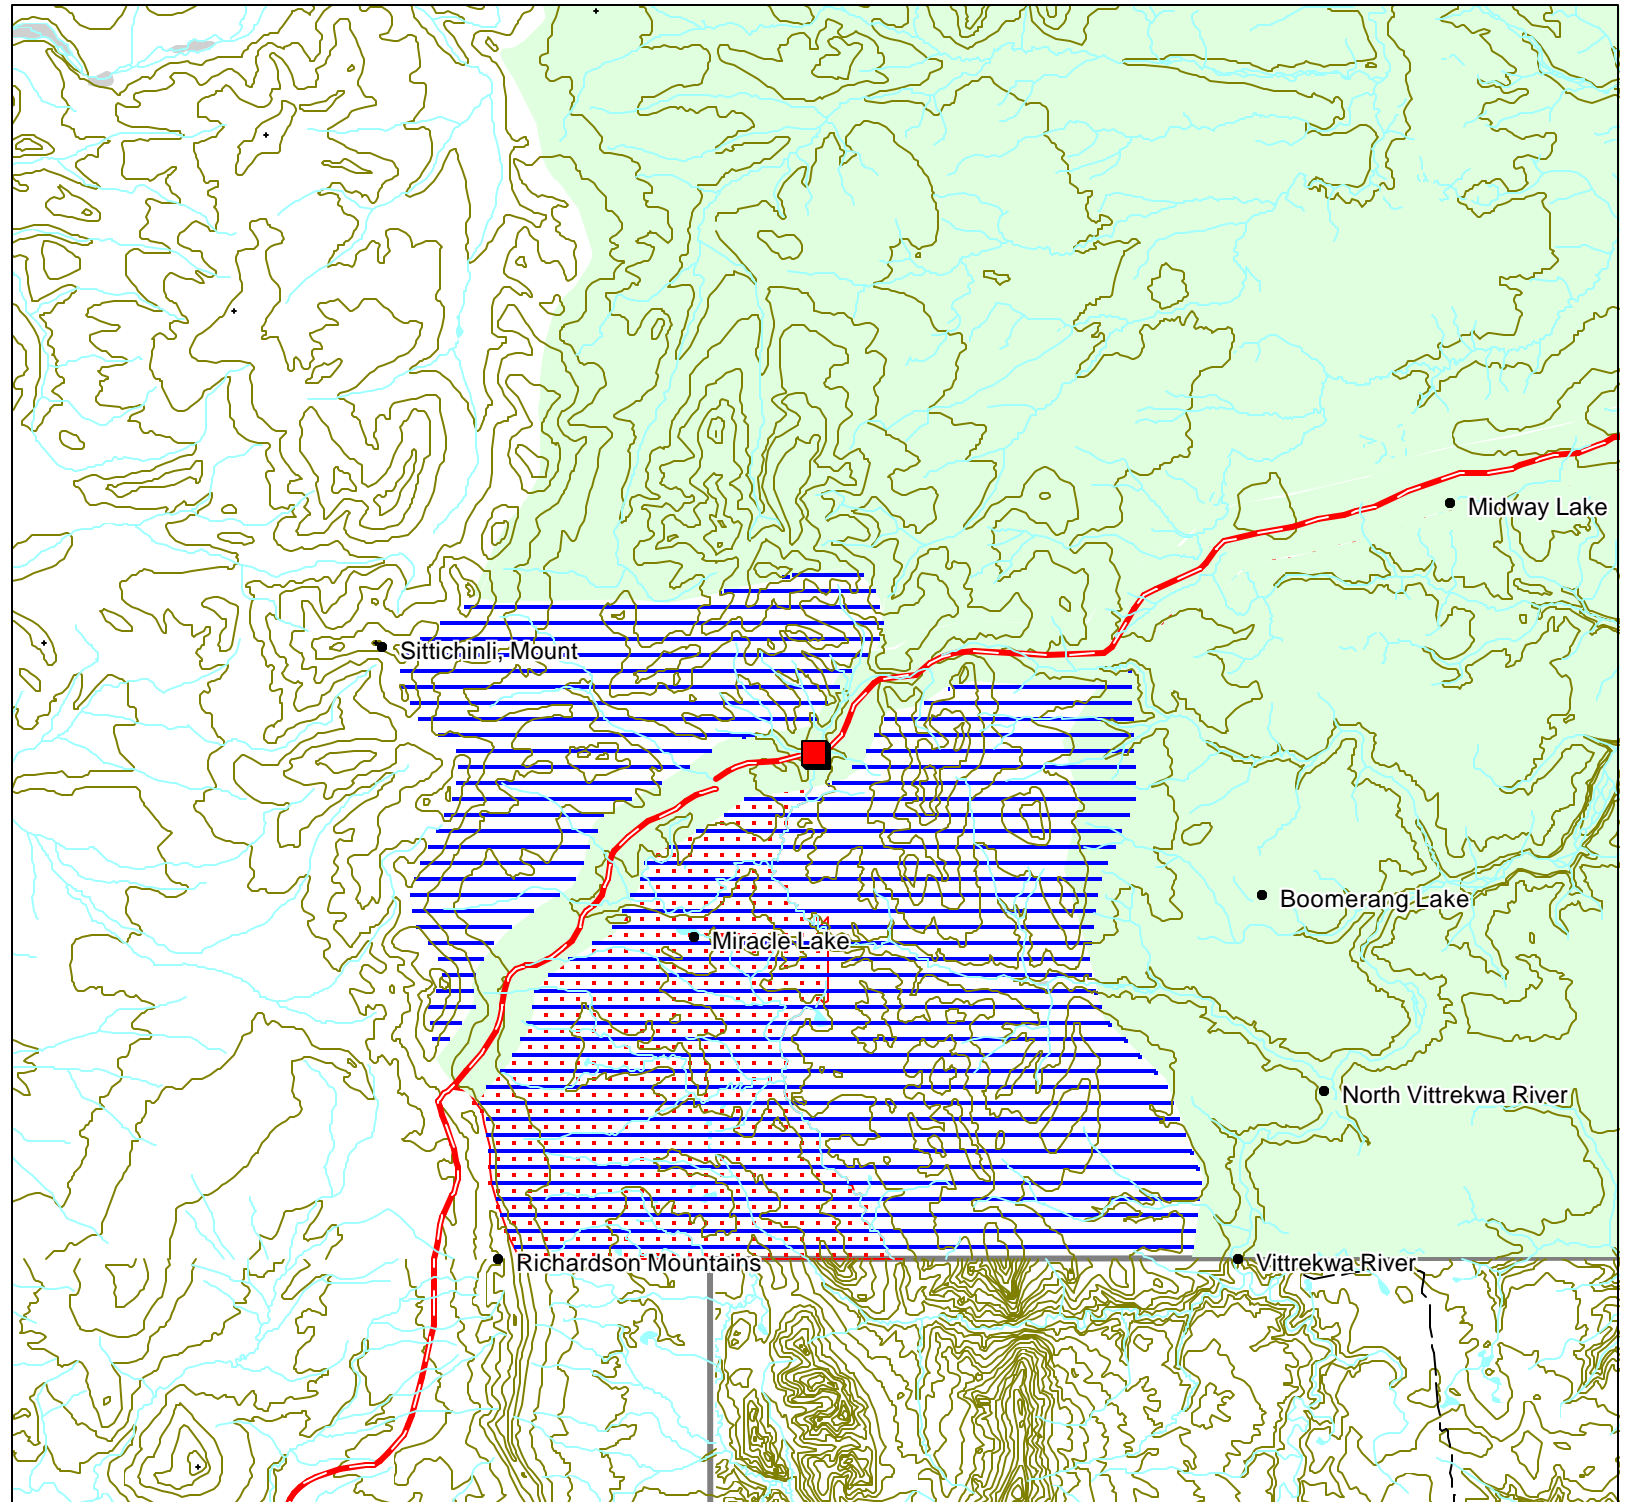 Midway Lake
Sittichinli, Mount
Boomerang Lake
Miracle Lake
North Vittrekwa River
Richardson Mountains
Vittrekwa River